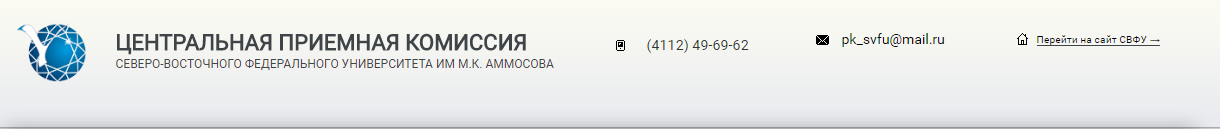 ЦЕНТРАЛЬНАЯ ПРИЕМНАЯ КОМИССИЯ
СЕВЕРО-ВОСТОЧНОГО ФЕДЕРАЛЬНОГО УНИВЕРСИТЕТА ИМ М.К. АММОСОВА
(4112) 49-69-62
pk_svfu@mail.ru
Перейти на сайт СВФУ →